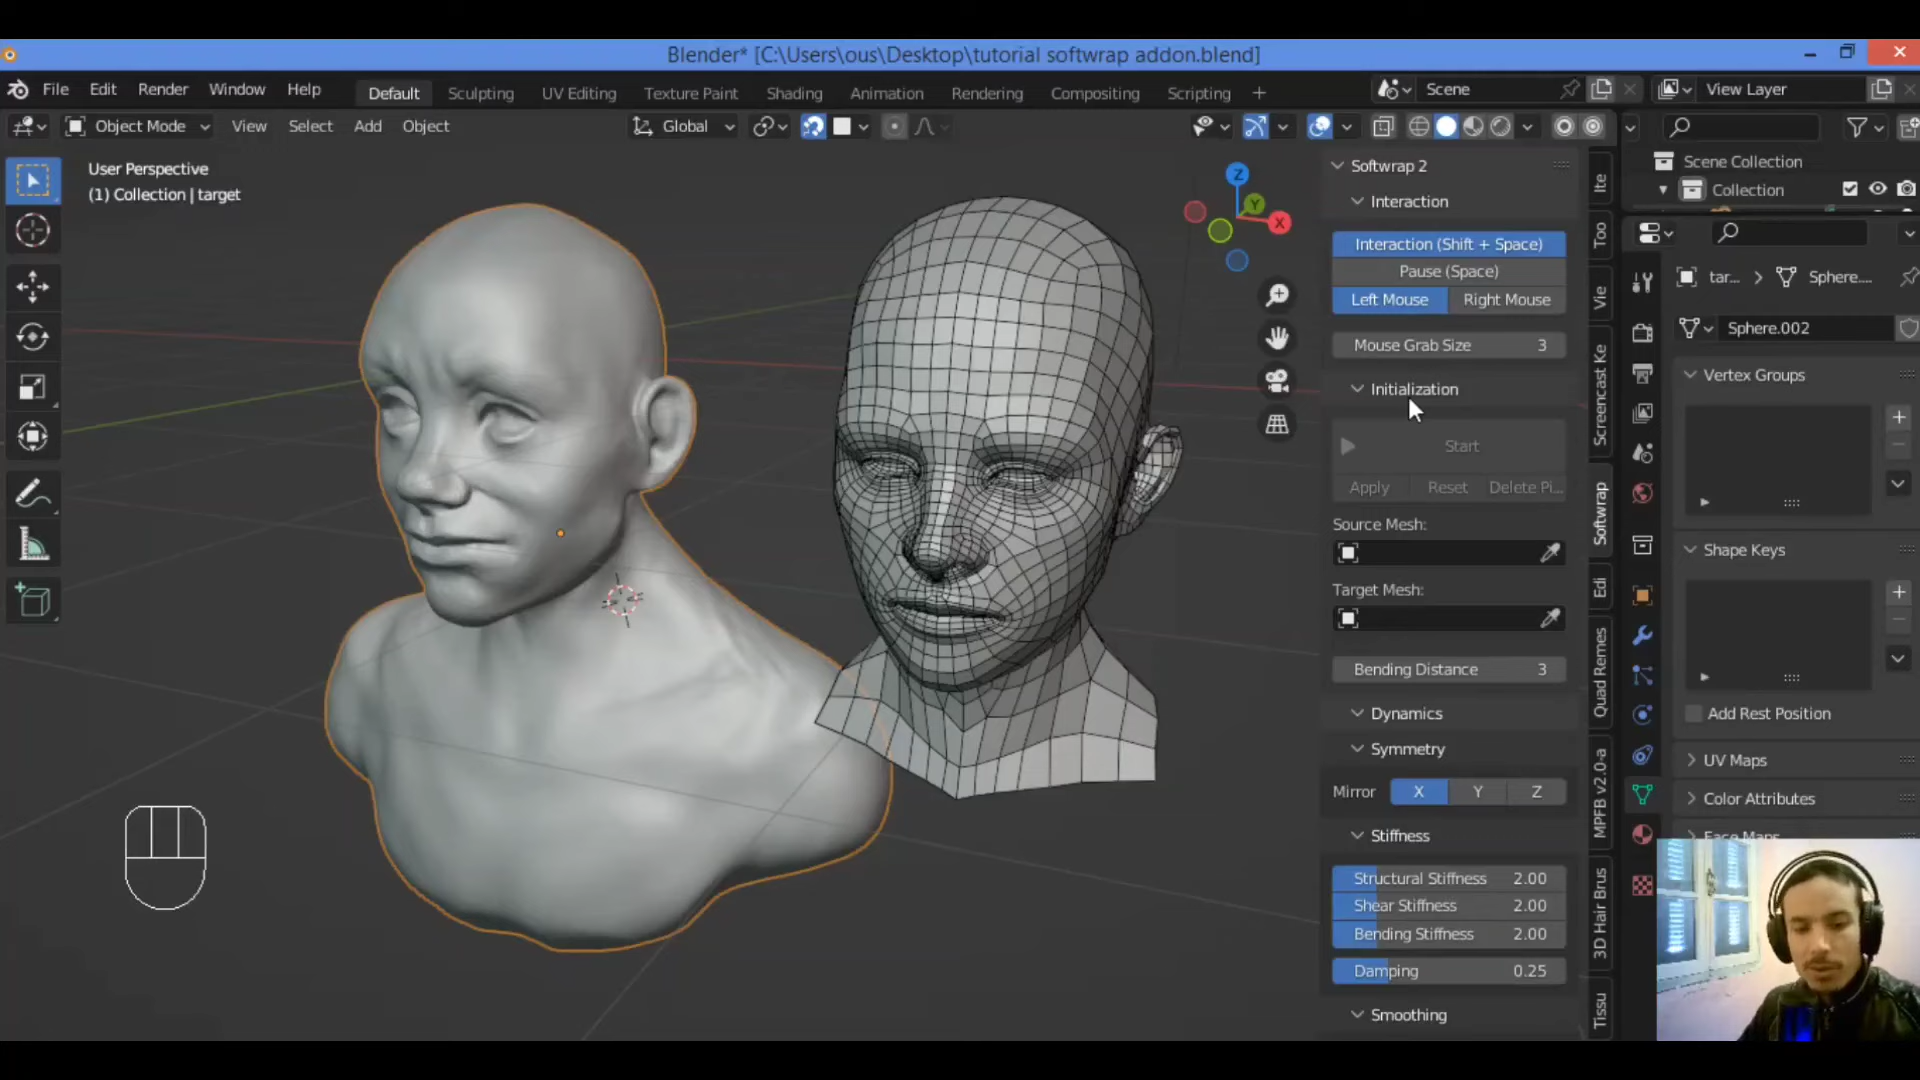 Blender* [C:\Users\ous\Desktop\tutorial softwrap addon.blend]
File Edit Render Window Help Default Sculpting UV Editing Texture Paint Shading Animation Rendering Compositing Scripting + Scene View Layer
Object Mode View Select Add Object Global
User Perspective
(1) Collection | target
Z
Y
X
Softwrap 2
Interaction
Interaction (Shift + Space)
Pause (Space)
Left Mouse Right Mouse
Mouse Grab Size 3
Initialization
Start
Apply Reset Delete Pi...
Source Mesh:
Target Mesh:
Bending Distance 3
Dynamics
Symmetry
Mirror X Y Z
Stiffness
Structural Stiffness 2.00
Shear Stiffness 2.00
Bending Stiffness 2.00
Damping 0.25
Smoothing
Ite
Too
Vie
Screencast Ke
Softwrap
Edi
Quad Remes
MPFB v2.0-a
3D Hair Brus
Tissu
Scene Collection
Collection
tar... > Sphere....
Sphere.002
Vertex Groups
Shape Keys
Add Rest Position
UV Maps
Color Attributes
Face Maps